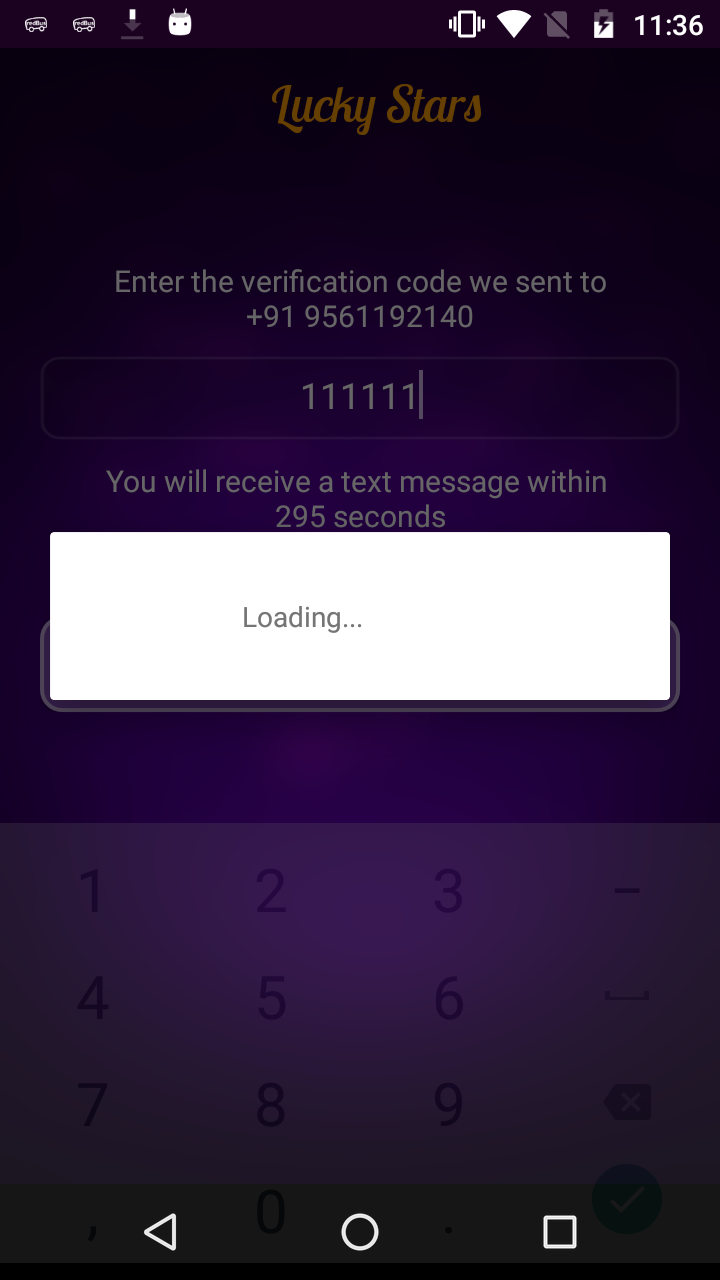 11:36
Lucky Stars
Enter the verification code we sent to
+91 9561192140
111111
You will receive a text message within
295 seconds
Loading...
1 2 3 –
4 5 6
7 8 9
, 0 .